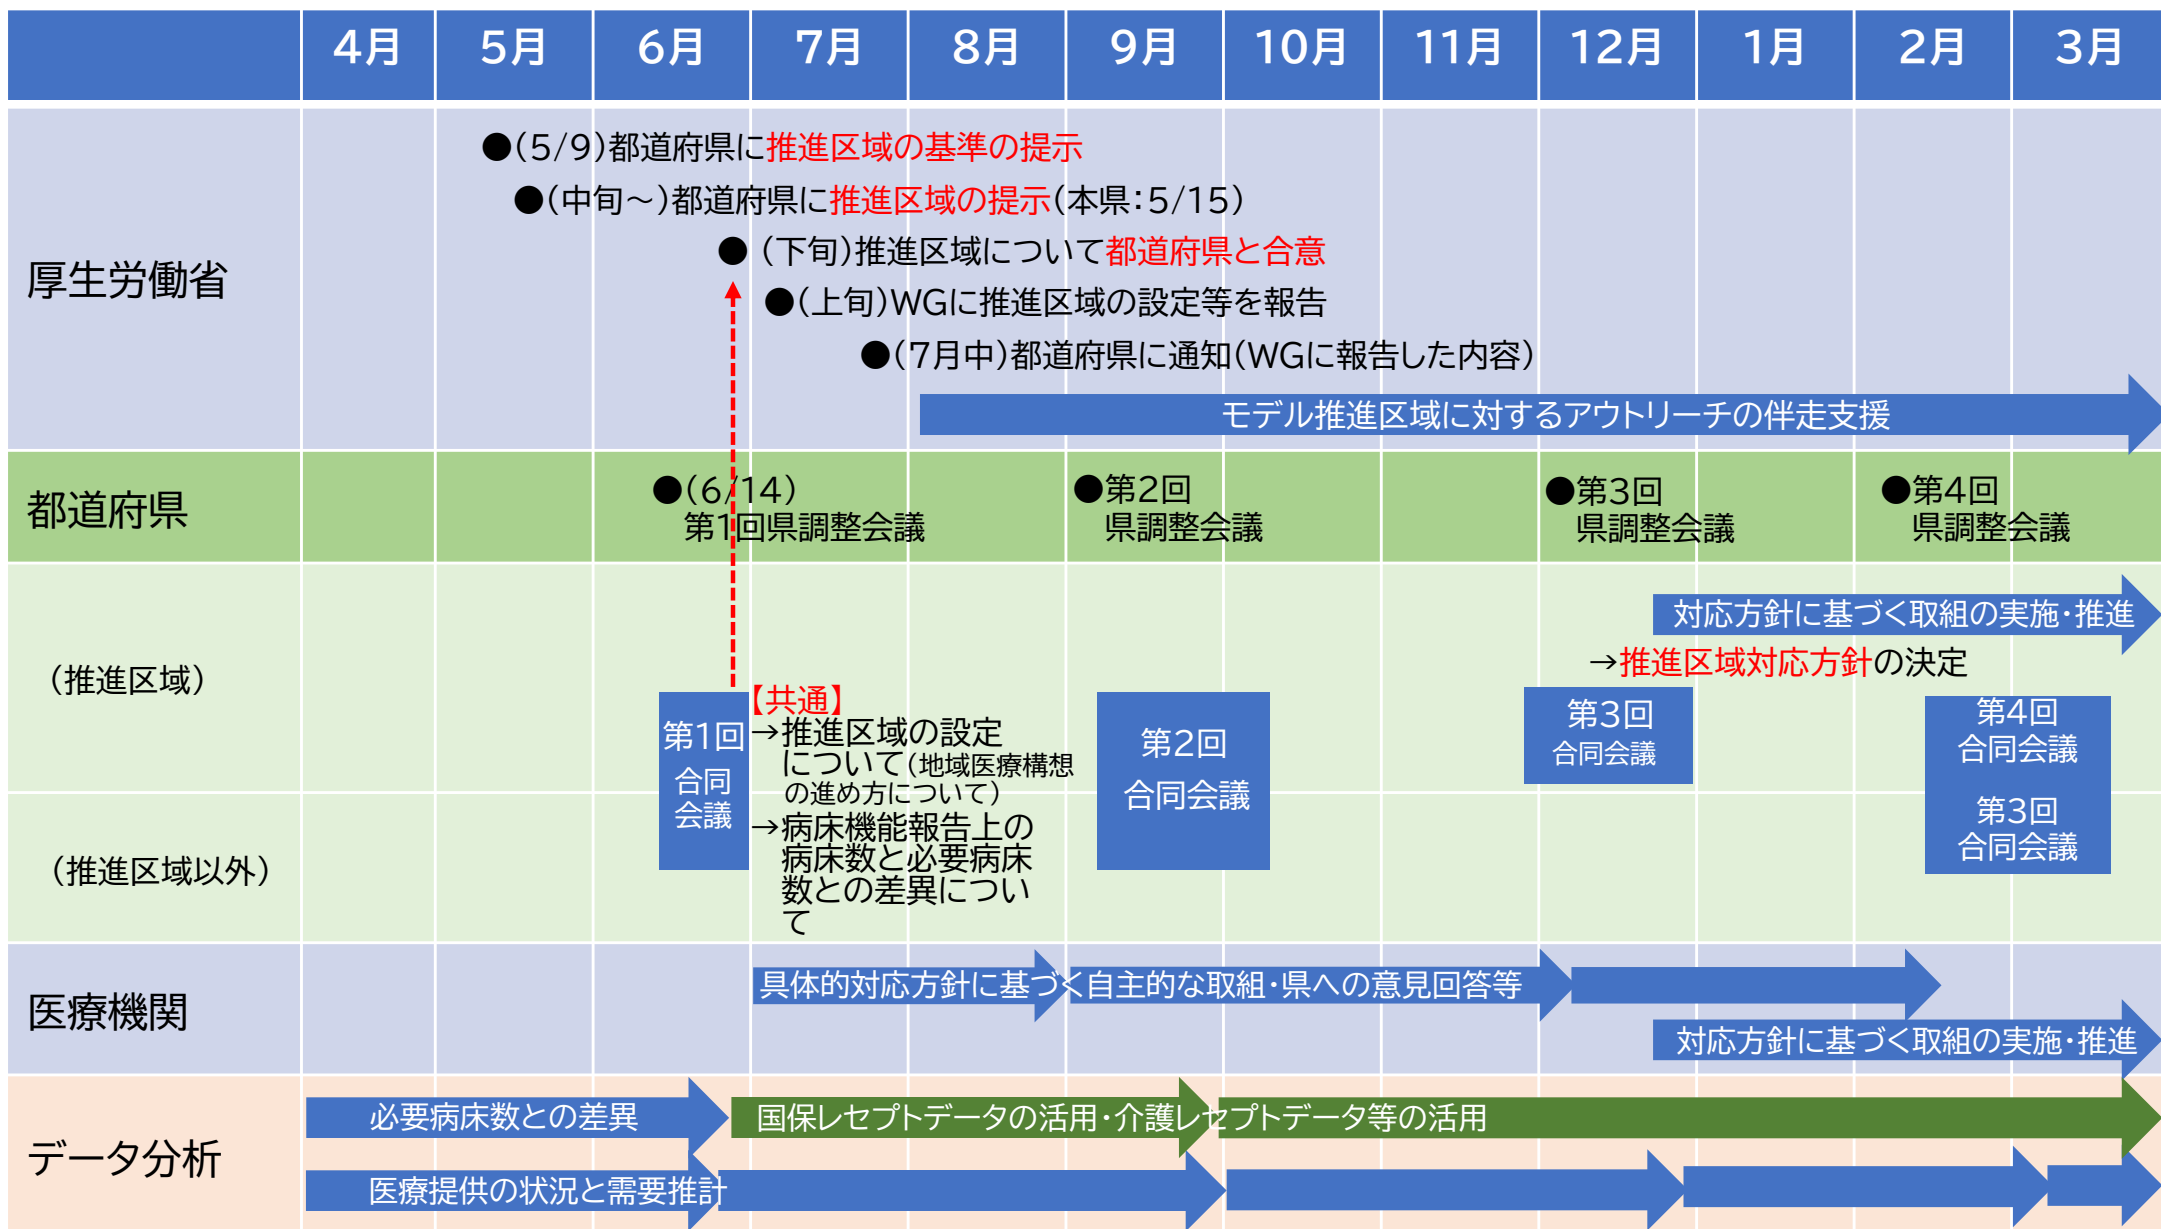 4月 5月 6月 7月 8月 9月 10月 11月 12月 1月 2月 3月
厚生労働省
●(5/9)都道府県に推進区域の基準の提示
●(中旬～)都道府県に推進区域の提示(本県:5/15)
●(下旬)推進区域について都道府県と合意
●(上旬)WGに推進区域の設定等を報告
●(7月中)都道府県に通知(WGに報告した内容)
モデル推進区域に対するアウトリーチの伴走支援
都道府県
●(6/14)
第1回県調整会議
●第2回
県調整会議
●第3回
県調整会議
●第4回
県調整会議
(推進区域)
対応方針に基づく取組の実施・推進
→推進区域対応方針の決定
第1回
合同
会議
【共通】
→推進区域の設定
について(地域医療構想
の進め方について)
→病床機能報告上の
病床数と必要病床
数との差異につい
て
第2回
合同会議
第3回
合同会議
第4回
合同会議
第3回
合同会議
(推進区域以外)
医療機関
具体的対応方針に基づく自主的な取組・県への意見回答等
対応方針に基づく取組の実施・推進
データ分析
必要病床数との差異
国保レセプトデータの活用・介護レセプトデータ等の活用
医療提供の状況と需要推計